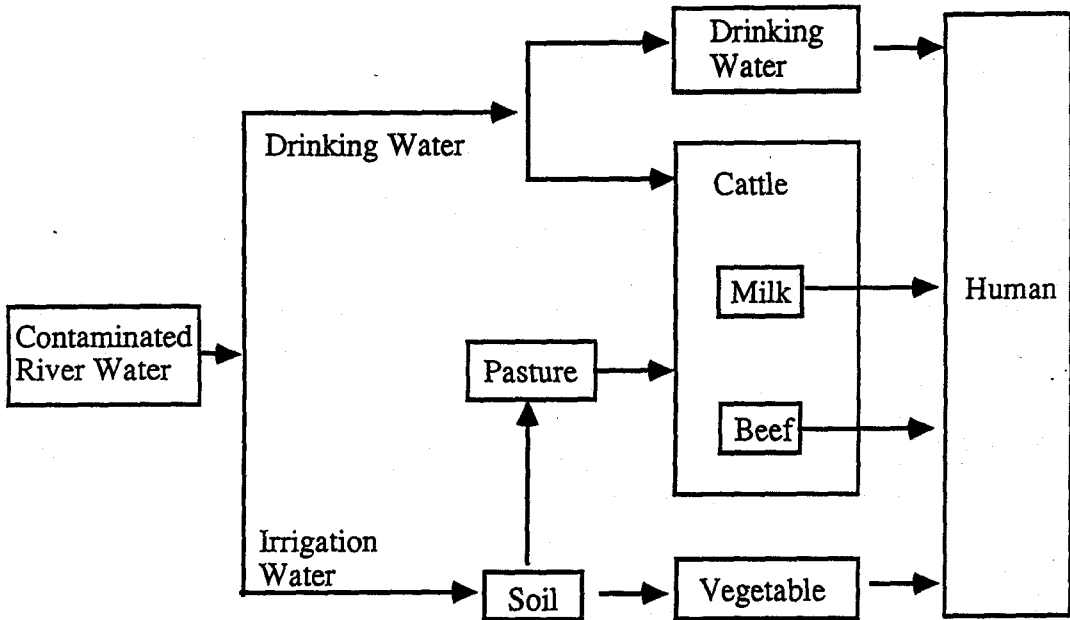 Drinking
Water
Drinking Water
Cattle
Milk
Human
Contaminated
River Water
Pasture
Beef
Irrigation
Water
Soil
Vegetable